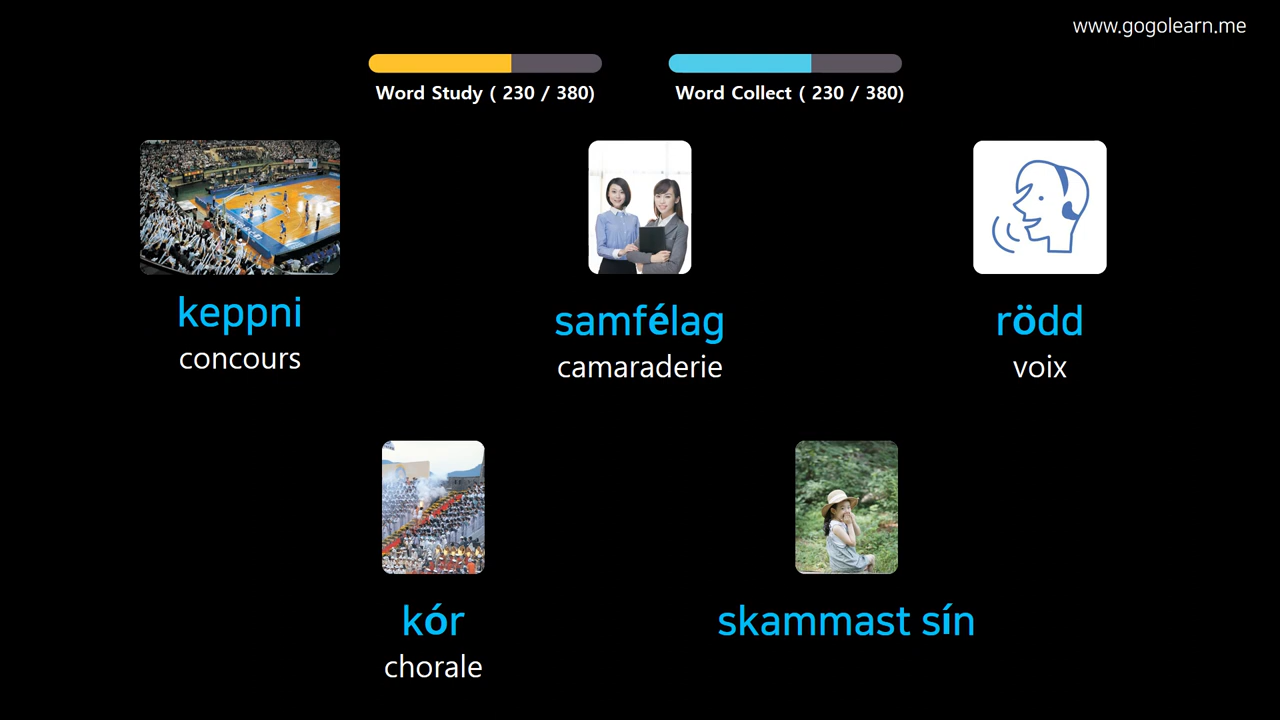 www.gogolearn.me
Word Study ( 230 / 380)
Word Collect ( 230 / 380)
keppni
concours
samfélag
camaraderie
rödd
voix
kór
chorale
skammast sín